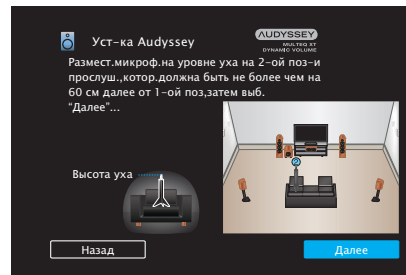 Уст-ка Audyssey
AUDYSSEY
MULTEQ XT
DYNAMIC VOLUME
Размест.микроф.на уровне уха на 2-ой поз-и
прослуш.,котор.должна быть не более чем на
60 см далее от 1-ой поз,затем выб.
“Далее”...
Высота уха
Назад
Далее